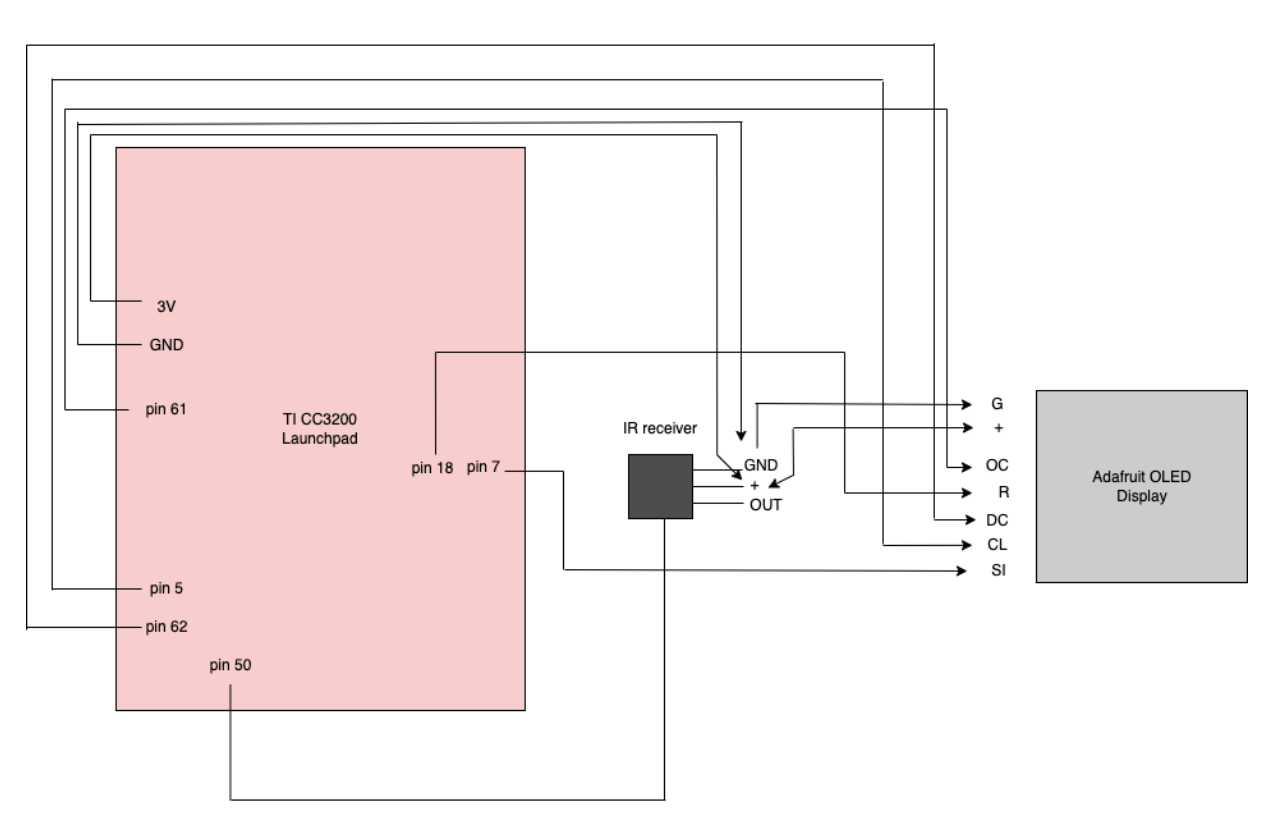 3V
GND
pin 61
TI CC3200
Launchpad
pin 18
pin 7
pin 5
pin 62
pin 50
IR receiver
GND
+
OUT
G
+
OC
R
DC
CL
SI
Adafruit OLED
Display